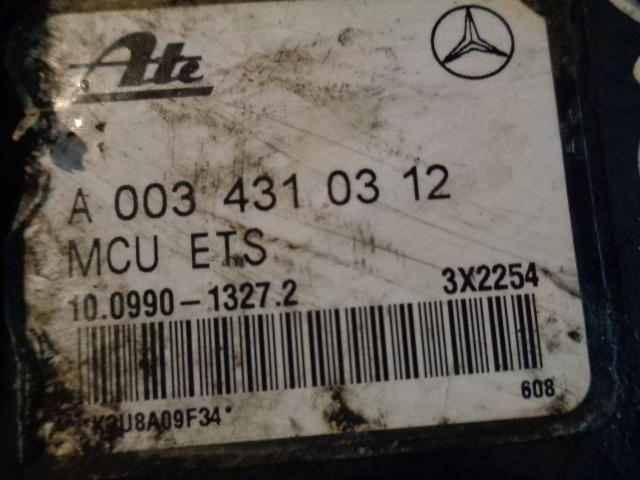 Ate
A 003 431 03 12
MCU ETS
10.0990-1327.2 3X2254
608